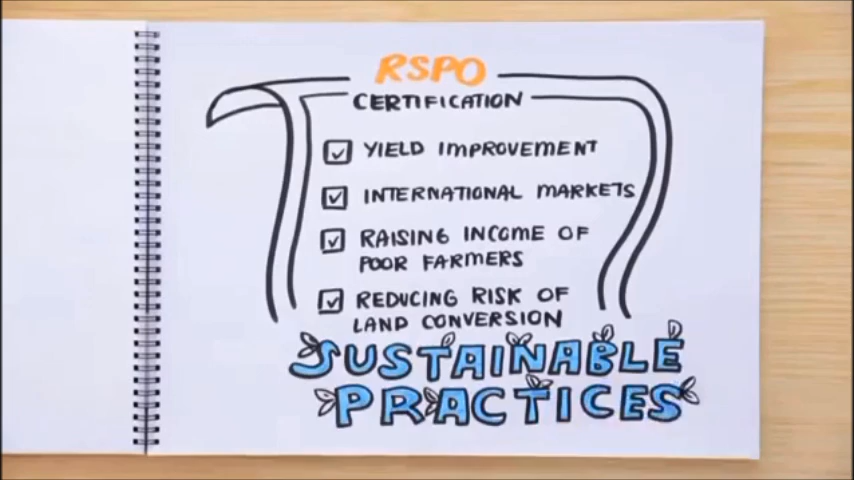 RSPO
CERTIFICATION
YIELD IMPROVEMENT
INTERNATIONAL MARKETS
RAISING INCOME OF
POOR FARMERS
REDUCING RISK OF
LAND CONVERSION
SUSTAINABLE
PRACTICES